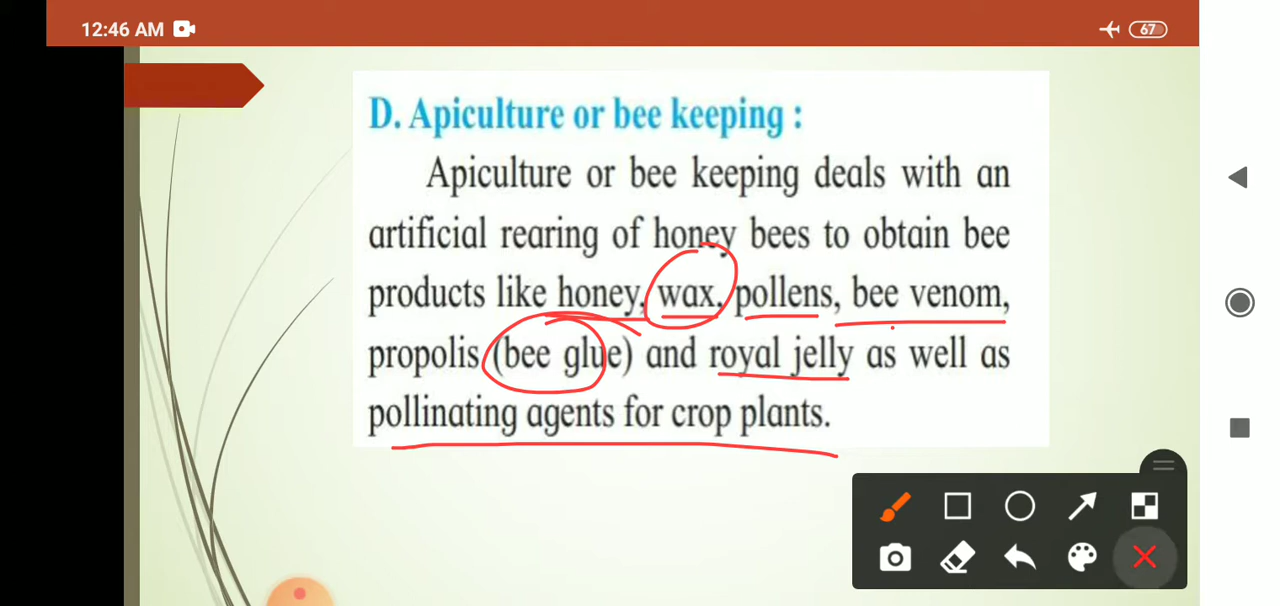 12:46 AM
67
D. Apiculture or bee keeping :
Apiculture or bee keeping deals with an
artificial rearing of honey bees to obtain bee
products like honey, wax, pollens, bee venom,
propolis (bee glue) and royal jelly as well as
pollinating agents for crop plants.